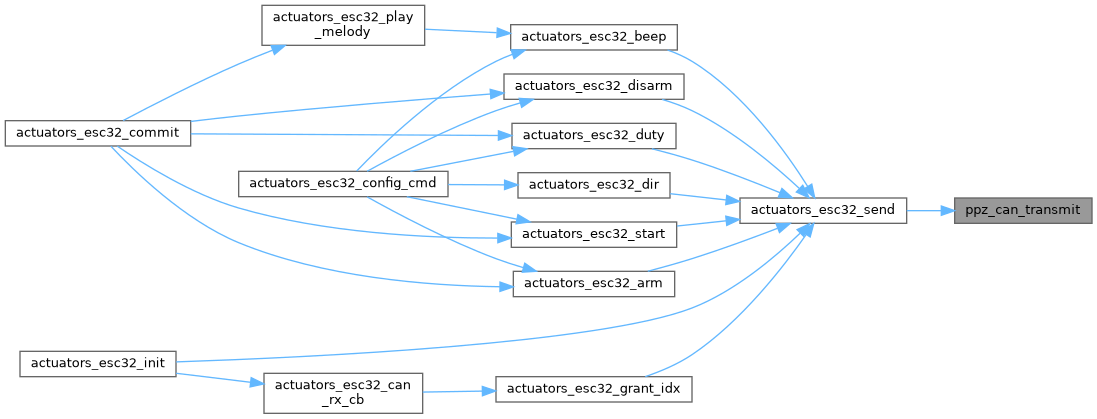 actuators_esc32_play
_melody
actuators_esc32_beep
actuators_esc32_disarm
actuators_esc32_commit
actuators_esc32_duty
actuators_esc32_config_cmd
actuators_esc32_dir
actuators_esc32_send
ppz_can_transmit
actuators_esc32_start
actuators_esc32_arm
actuators_esc32_init
actuators_esc32_can
_rx_cb
actuators_esc32_grant_idx